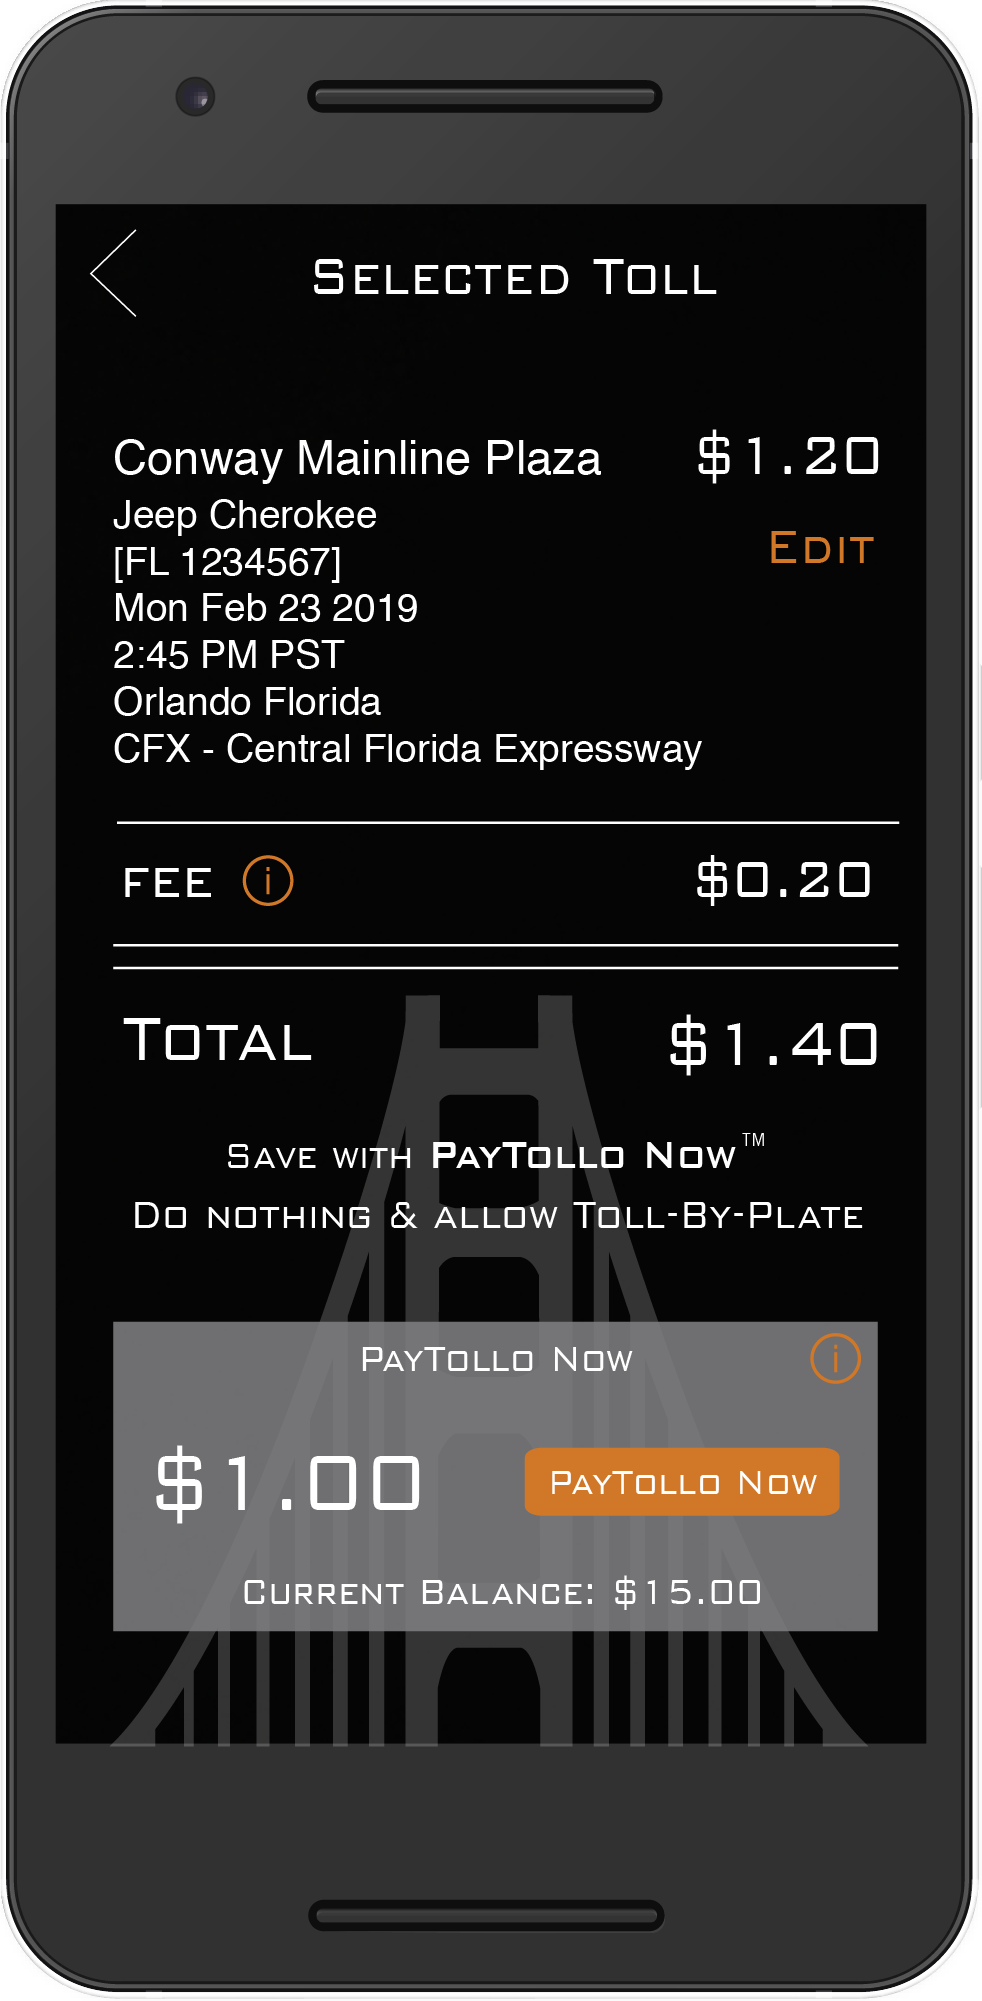 Selected Toll
Conway Mainline Plaza $1.20
Jeep Cherokee
[FL 1234567] Edit
Mon Feb 23 2019
2:45 PM PST
Orlando Florida
CFX - Central Florida Expressway
FEE i $0.20
Total $1.40
Save with PayTollo Now™
Do nothing & allow Toll-By-Plate
PayTollo Now i
$1.00 PayTollo Now
Current Balance: $15.00